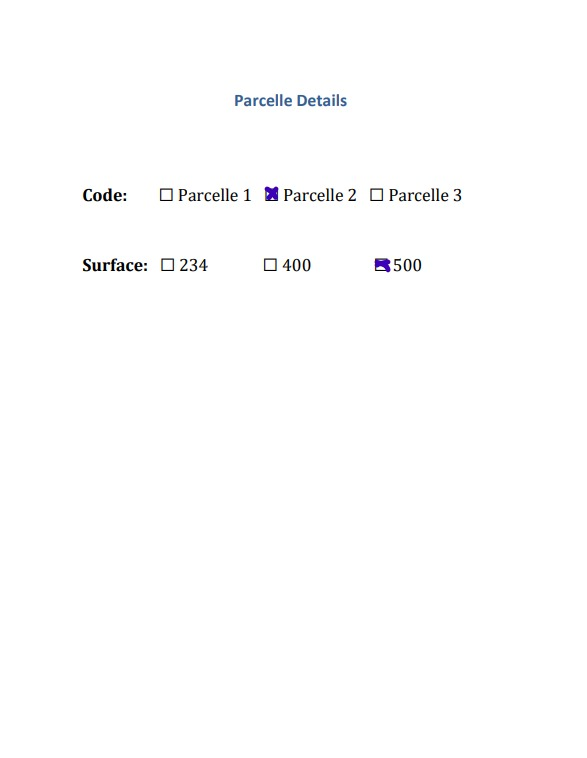 Parcelle Details
Code: ☐ Parcelle 1 ☒ Parcelle 2 ☐ Parcelle 3
Surface: ☐ 234 ☐ 400 ☒ 500